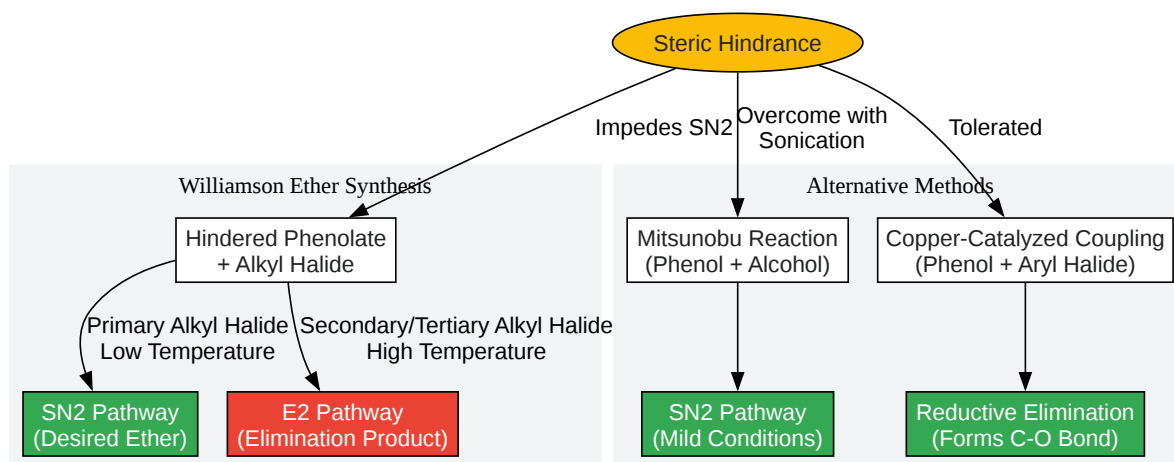 Steric Hindrance
Impedes SN2
Overcome with
Sonication
Tolerated
Williamson Ether Synthesis
Alternative Methods
Hindered Phenolate
+ Alkyl Halide
Mitsunobu Reaction
(Phenol + Alcohol)
Copper-Catalyzed Coupling
(Phenol + Aryl Halide)
Primary Alkyl Halide
Low Temperature
Secondary/Tertiary Alkyl Halide
High Temperature
SN2 Pathway
(Desired Ether)
E2 Pathway
(Elimination Product)
SN2 Pathway
(Mild Conditions)
Reductive Elimination
(Forms C-O Bond)